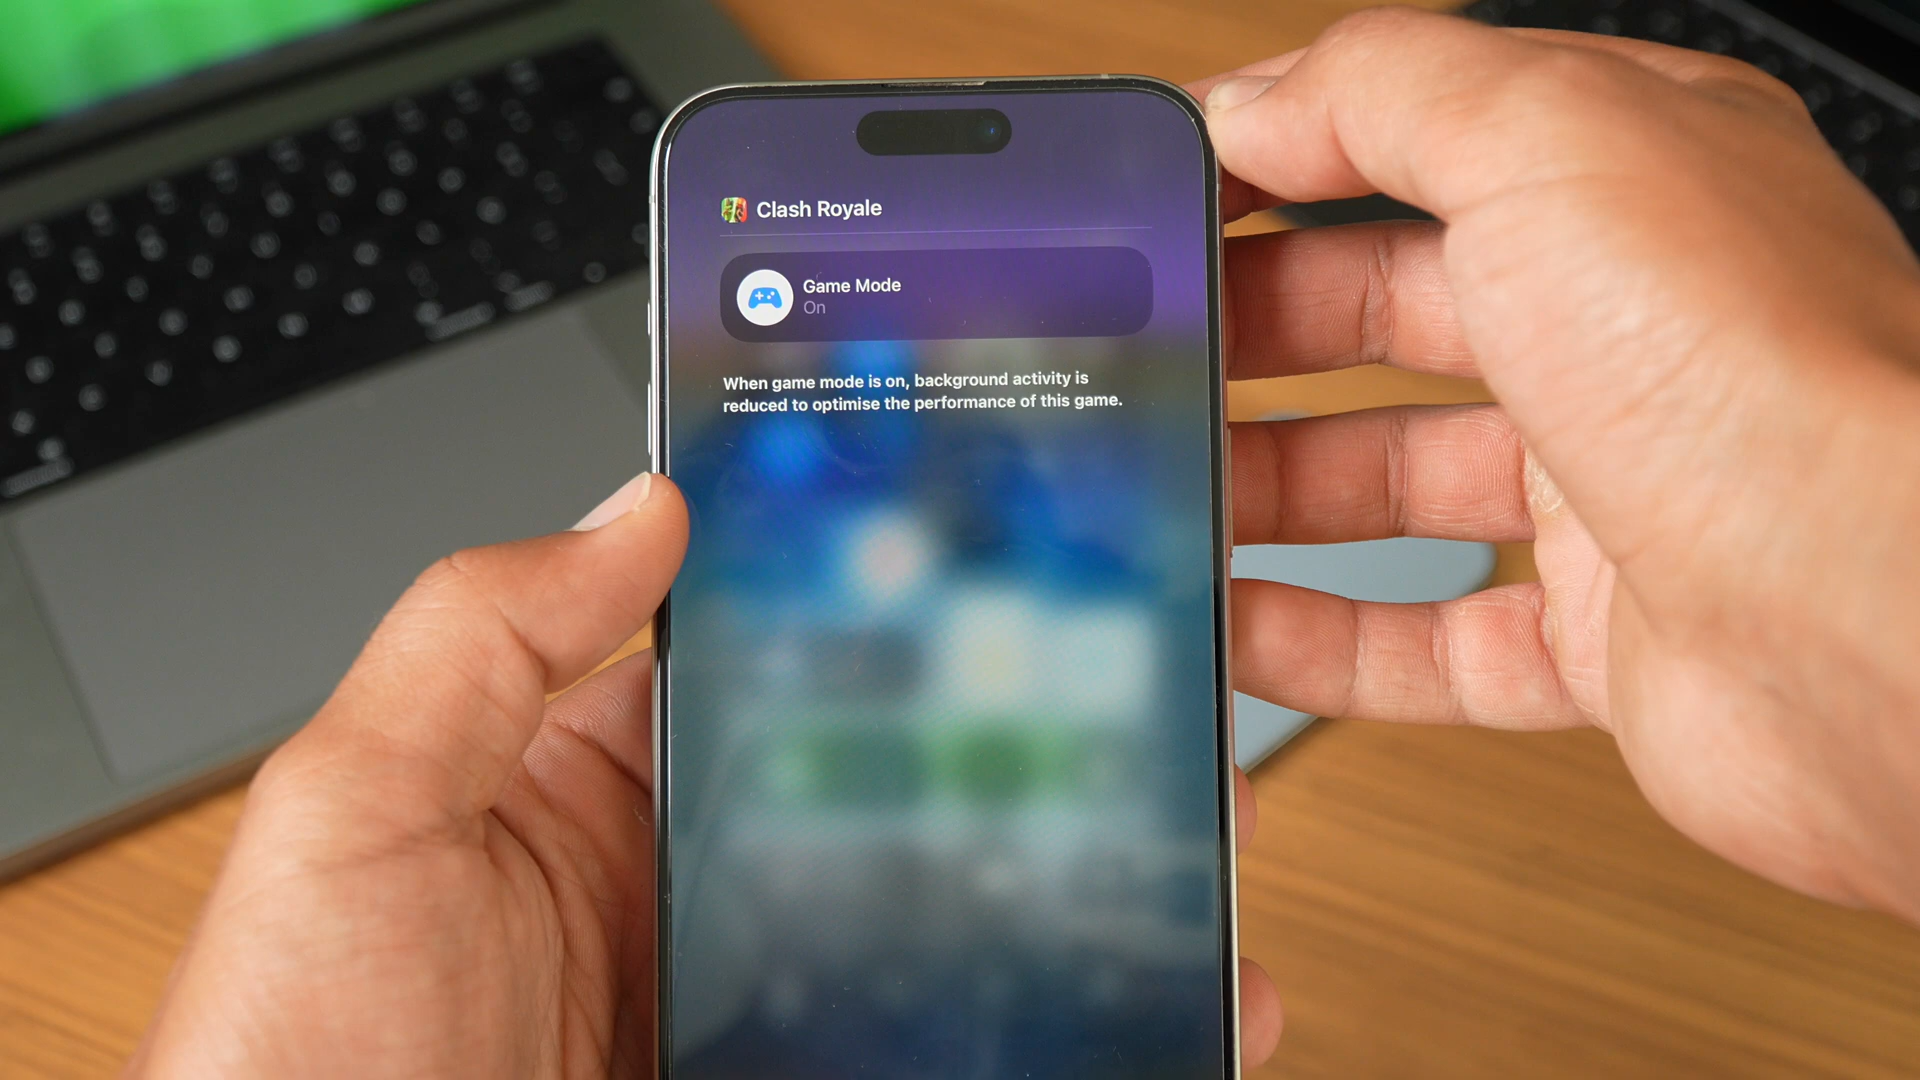 Clash Royale
Game Mode
On
When game mode is on, background activity is
reduced to optimise the performance of this game.